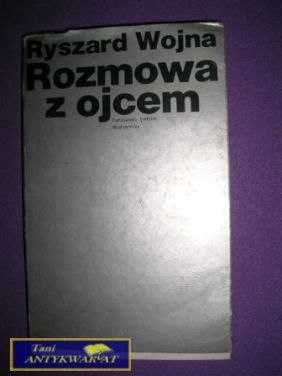 Ryszard Wojna
Rozmowa
z ojcem
Tani
ANTYKWARIAT